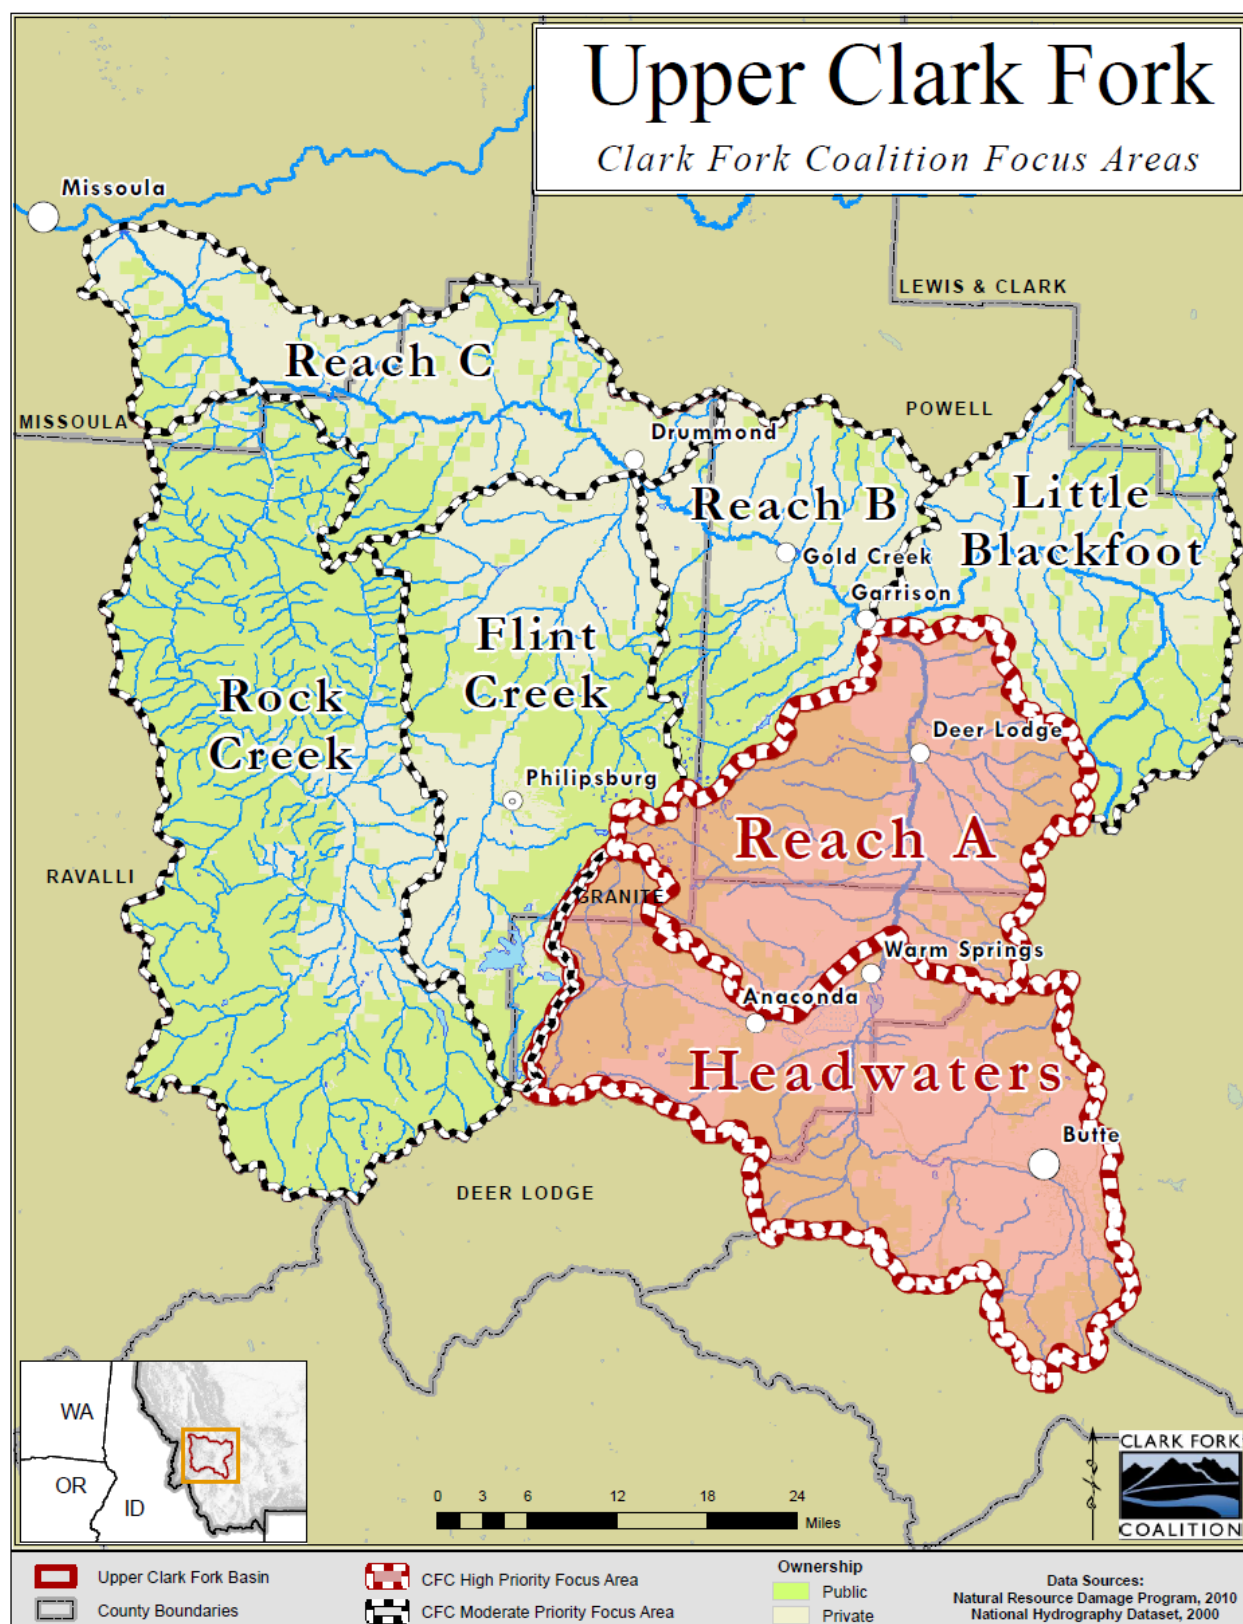 Upper Clark Fork
Clark Fork Coalition Focus Areas
Missoula
LEWIS & CLARK
Reach C
MISSOULA
POWELL
Drummond
Reach B
Little
Blackfoot
Gold Creek
Garrison
Flint
Creek
Rock
Creek
Deer Lodge
Philipsburg
Reach A
RAVALLI
GRANITE
Warm Springs
Anaconda
Headwaters
Butte
DEER LODGE
WA
OR
ID
0 3 6 12 18 24
Miles
CLARK FORK
COALITION
Upper Clark Fork Basin
County Boundaries
CFC High Priority Focus Area
CFC Moderate Priority Focus Area
Ownership
Public
Private
Data Sources:
Natural Resource Damage Program, 2010
National Hydrography Dataset, 2000